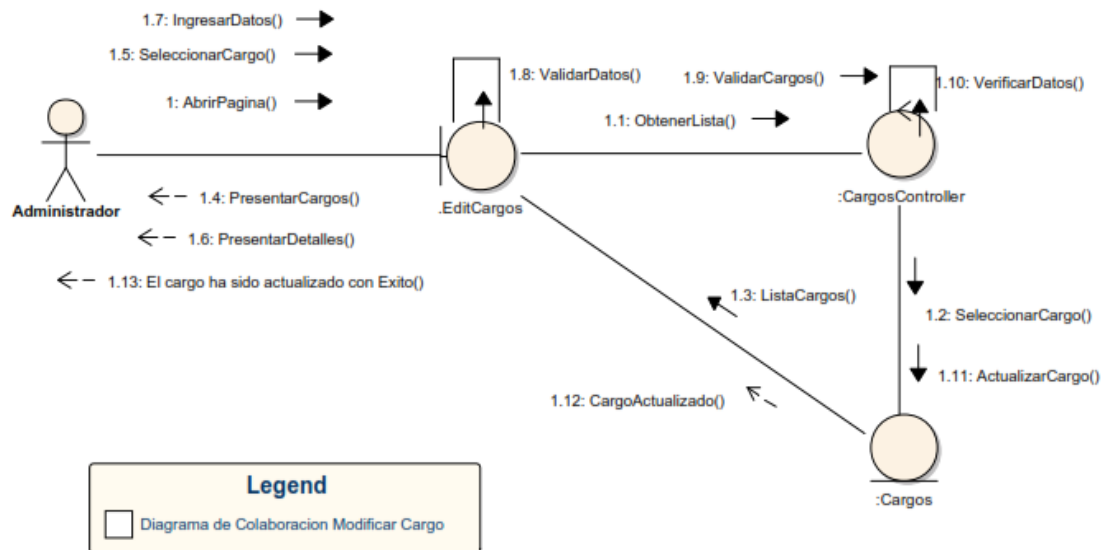 1.7: IngresarDatos()
1.5: SeleccionarCargo()
1: AbrirPagina()
1.8: ValidarDatos()
1.9: ValidarCargos()
1.10: VerificarDatos()
1.1: ObtenerLista()
Administrador
.EditCargos
:CargosController
1.4: PresentarCargos()
1.6: PresentarDetalles()
1.13: El cargo ha sido actualizado con Exito()
1.3: ListaCargos()
1.2: SeleccionarCargo()
1.11: ActualizarCargo()
1.12: CargoActualizado()
:Cargos
Legend
Diagrama de Colaboracion Modificar Cargo